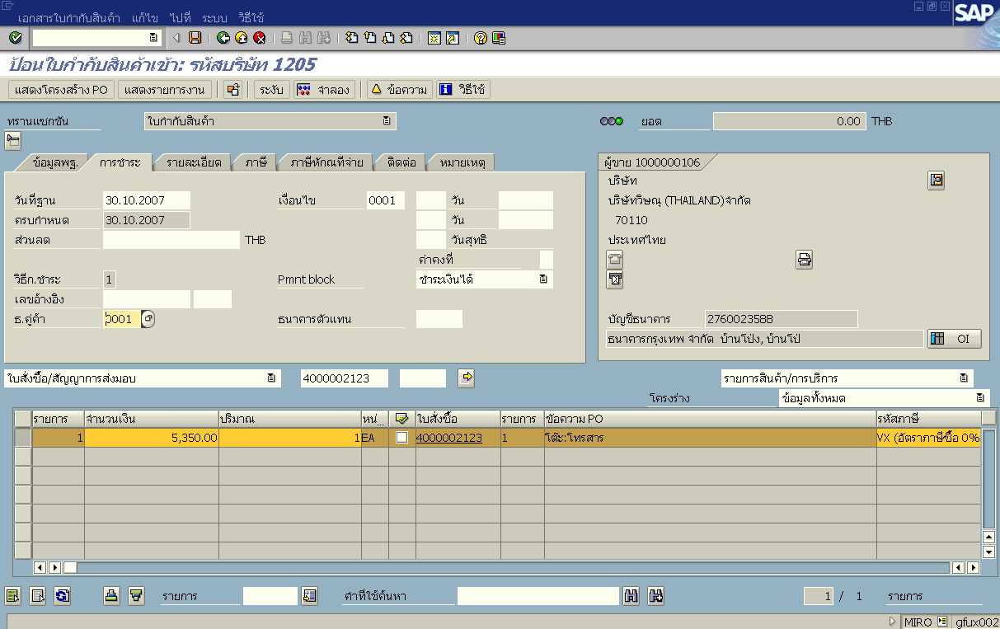 เอกสารใบกำกับสินค้า แก้ไข ไปที่ ระบบ วิธีใช้
SAP
ป้อนใบกำกับสินค้าเข้า: รหัสบริษัท 1205
แสดงโครงสร้าง PO แสดงรายการงาน ระงับ จำลอง ข้อความ วิธีใช้
ทรานแซกชัน ใบกำกับสินค้า ยอด 0.00 THB
ข้อมูลพฐ. การชำระ รายละเอียด ภาษี ภาษีหักณที่จ่าย ติดต่อ หมายเหตุ ผู้ขาย 1000000106
บริษัท
วันที่ฐาน 30.10.2007 เงื่อนไข 0001 วัน บริษัทวิษณุ (THAILAND)จำกัด
ครบกำหนด 30.10.2007 วัน 70110
ส่วนลด THB วันสุทธิ ประเทศไทย
ค่าคงที่
วิธีก.ชำระ 1 Pmnt block ชำระเงินได้
เลขอ้างอิง
ธ.คู่ค้า 0001 ธนาคารตัวแทน บัญชีธนาคาร 2760023588
ธนาคารกรุงเทพ จำกัด บ้านโป่ง, บ้านโป OI
ใบสั่งซื้อ/สัญญาการส่งมอบ 4000002123 รายการสินค้า/การบริการ
โครงร่าง ข้อมูลทั้งหมด
รายการ จำนวนเงิน ปริมาณ หน่... ใบสั่งซื้อ รายการ ข้อความ PO รหัสภาษี
1 5,350.00 1 EA 4000002123 1 โต๊ะ:โทรสาร VX (อัตราภาษีซื้อ 0%
รายการ คำที่ใช้ค้นหา 1 / 1 รายการ
MIRO gfux002